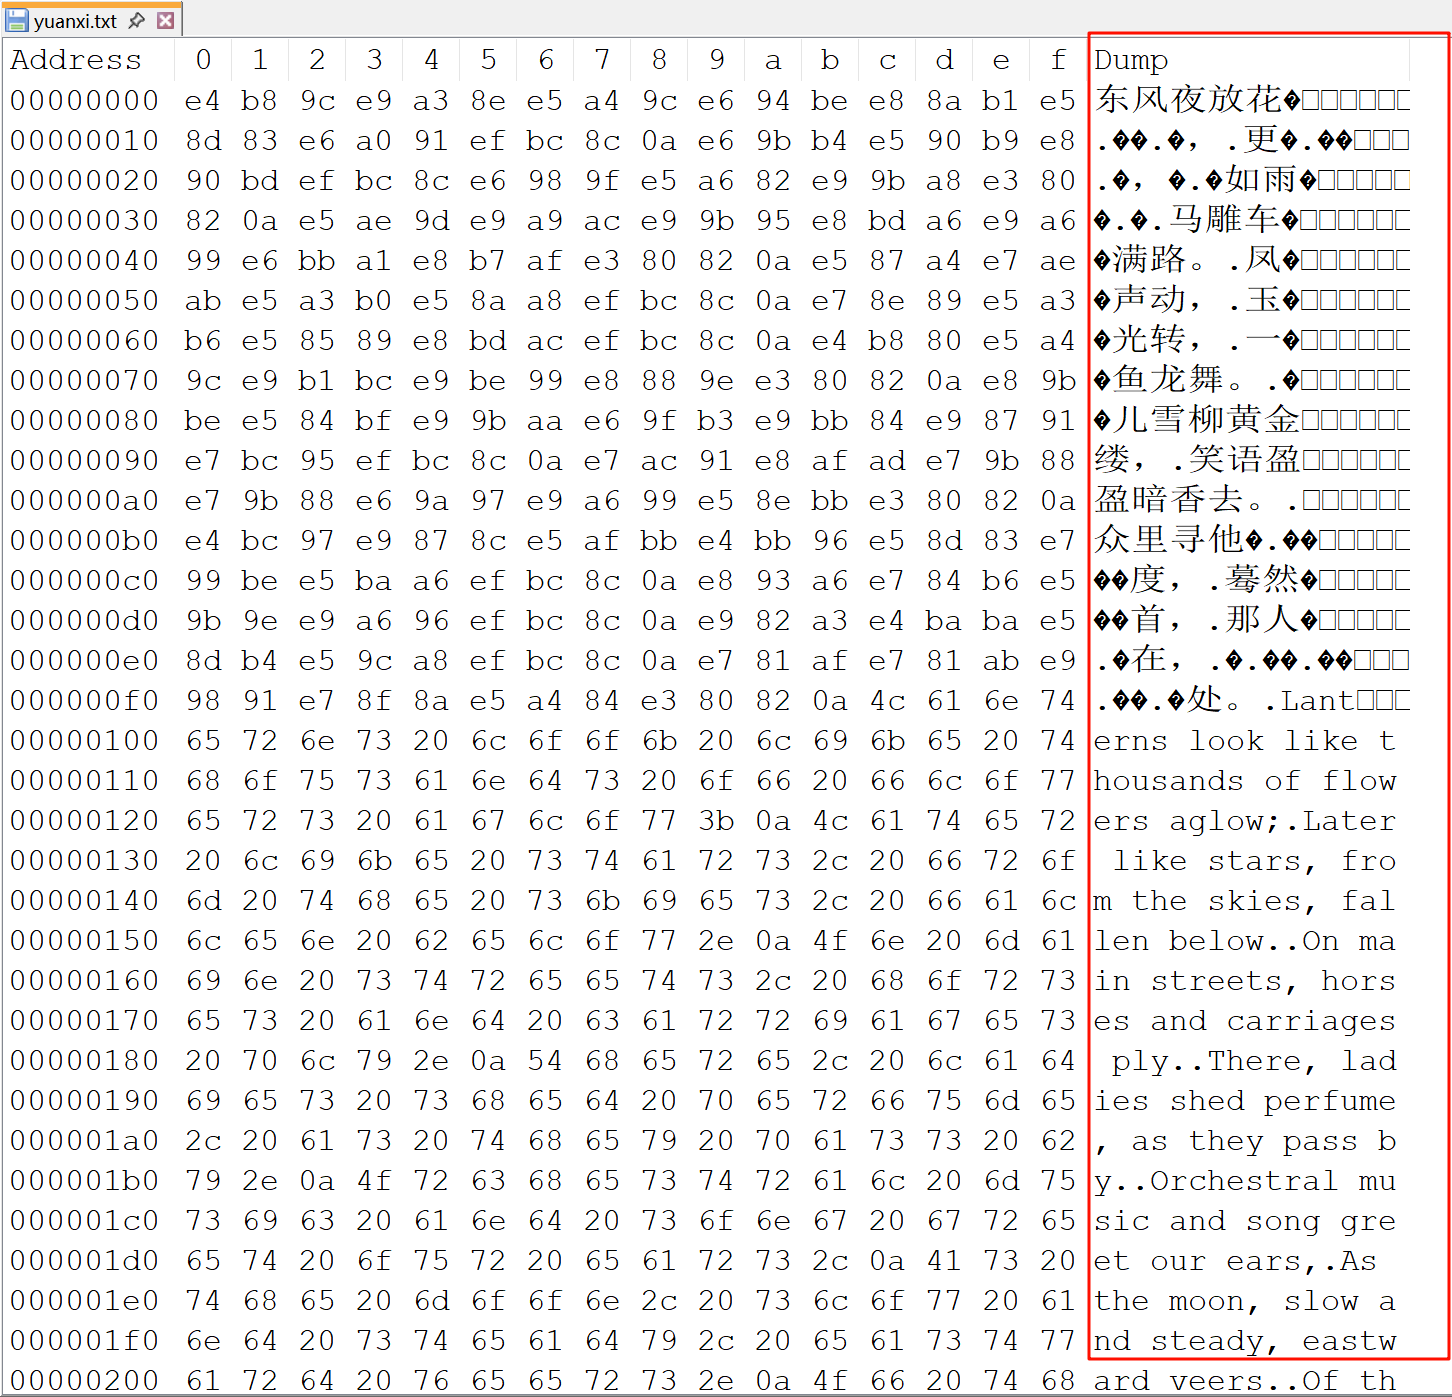 yuanxi.txt
Address 0 1 2 3 4 5 6 7 8 9 a b c d e f Dump
00000000 e4 b8 9c e9 a3 8e e5 a4 9c e6 94 be e8 8a b1 e5 东风夜放花�□□□□□□
00000010 8d 83 e6 a0 91 ef bc 8c 0a e6 9b b4 e5 90 b9 e8 .��.�，.更�.��□□□
00000020 90 bd ef bc 8c e6 98 9f e5 a6 82 e9 9b a8 e3 80 .�，�.�如雨�□□□□□
00000030 82 0a e5 ae 9d e9 a9 ac e9 9b 95 e8 bd a6 e9 a6 �.�.马雕车�□□□□□□
00000040 99 e6 bb a1 e8 b7 af e3 80 82 0a e5 87 a4 e7 ae �满路。.凤�□□□□□□
00000050 ab e5 a3 b0 e5 8a a8 ef bc 8c 0a e7 8e 89 e5 a3 �声动，.玉�□□□□□□
00000060 b6 e5 85 89 e8 bd ac ef bc 8c 0a e4 b8 80 e5 a4 �光转，.一�□□□□□□
00000070 9c e9 b1 bc e9 be 99 e8 88 9e e3 80 82 0a e8 9b �鱼龙舞。.�□□□□□□
00000080 be e5 84 bf e9 9b aa e6 9f b3 e9 bb 84 e9 87 91 �儿雪柳黄金□□□□□□
00000090 e7 bc 95 ef bc 8c 0a e7 ac 91 e8 af ad e7 9b 88 缕，.笑语盈□□□□□□
000000a0 e7 9b 88 e6 9a 97 e9 a6 99 e5 8e bb e3 80 82 0a 盈暗香去。.□□□□□□
000000b0 e4 bc 97 e9 87 8c e5 af bb e4 bb 96 e5 8d 83 e7 众里寻他�.��□□□□□
000000c0 99 be e5 ba a6 ef bc 8c 0a e8 93 a6 e7 84 b6 e5 ��度，.蓦然�□□□□□
000000d0 9b 9e e9 a6 96 ef bc 8c 0a e9 82 a3 e4 ba ba e5 ��首，.那人�□□□□□
000000e0 8d b4 e5 9c a8 ef bc 8c 0a e7 81 af e7 81 ab e9 .�在，.�.��.��□□□
000000f0 98 91 e7 8f 8a e5 a4 84 e3 80 82 0a 4c 61 6e 74 .��.�处。.Lant□□□
00000100 65 72 6e 73 20 6c 6f 6f 6b 20 6c 69 6b 65 20 74 erns look like t
00000110 68 6f 75 73 61 6e 64 73 20 6f 66 20 66 6c 6f 77 housands of flow
00000120 65 72 73 20 61 67 6c 6f 77 3b 0a 4c 61 74 65 72 ers aglow;.Later
00000130 20 6c 69 6b 65 20 73 74 61 72 73 2c 20 66 72 6f  like stars, fro
00000140 6d 20 74 68 65 20 73 6b 69 65 73 2c 20 66 61 6c m the skies, fal
00000150 6c 65 6e 20 62 65 6c 6f 77 2e 0a 4f 6e 20 6d 61 len below..On ma
00000160 69 6e 20 73 74 72 65 65 74 73 2c 20 68 6f 72 73 in streets, hors
00000170 65 73 20 61 6e 64 20 63 61 72 72 69 61 67 65 73 es and carriages
00000180 20 70 6c 79 2e 0a 54 68 65 72 65 2c 20 6c 61 64  ply..There, lad
00000190 69 65 73 20 73 68 65 64 20 70 65 72 66 75 6d 65 ies shed perfume
000001a0 2c 20 61 73 20 74 68 65 79 20 70 61 73 73 20 62 , as they pass b
000001b0 79 2e 0a 4f 72 63 68 65 73 74 72 61 6c 20 6d 75 y..Orchestral mu
000001c0 73 69 63 20 61 6e 64 20 73 6f 6e 67 20 67 72 65 sic and song gre
000001d0 65 74 20 6f 75 72 20 65 61 72 73 2c 0a 41 73 20 et our ears,.As
000001e0 74 68 65 20 6d 6f 6f 6e 2c 20 73 6c 6f 77 20 61 the moon, slow a
000001f0 6e 64 20 73 74 65 61 64 79 2c 20 65 61 73 74 77 nd steady, eastw
00000200 61 72 64 20 76 65 65 72 73 2e 0a 4f 66 20 74 68 ard veers..Of th